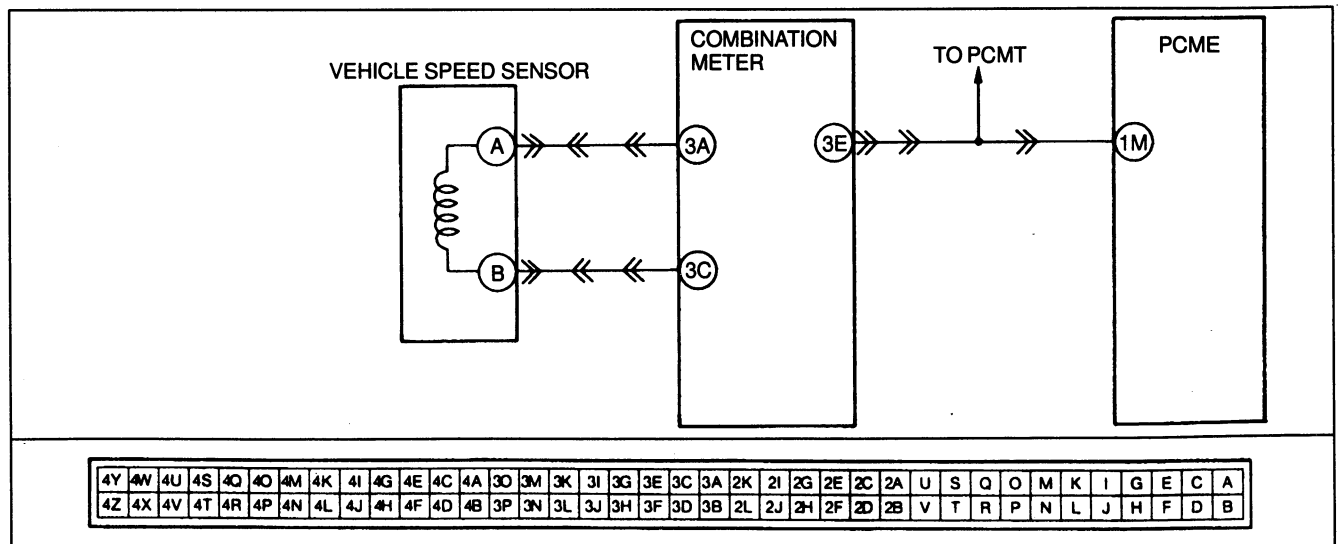 COMBINATION
METER
PCME
TO PCMT
VEHICLE SPEED SENSOR
A
3A
3E
1M
B
3C
4Y 4W 4U 4S 4Q 4O 4M 4K 4I 4G 4E 4C 4A 3O 3M 3K 3I 3G 3E 3C 3A 2K 2I 2G 2E 2C 2A U S Q O M K I G E C A
4Z 4X 4V 4T 4R 4P 4N 4L 4J 4H 4F 4D 4B 3P 3N 3L 3J 3H 3F 3D 3B 2L 2J 2H 2F 2D 2B V T R P N L J H F D B